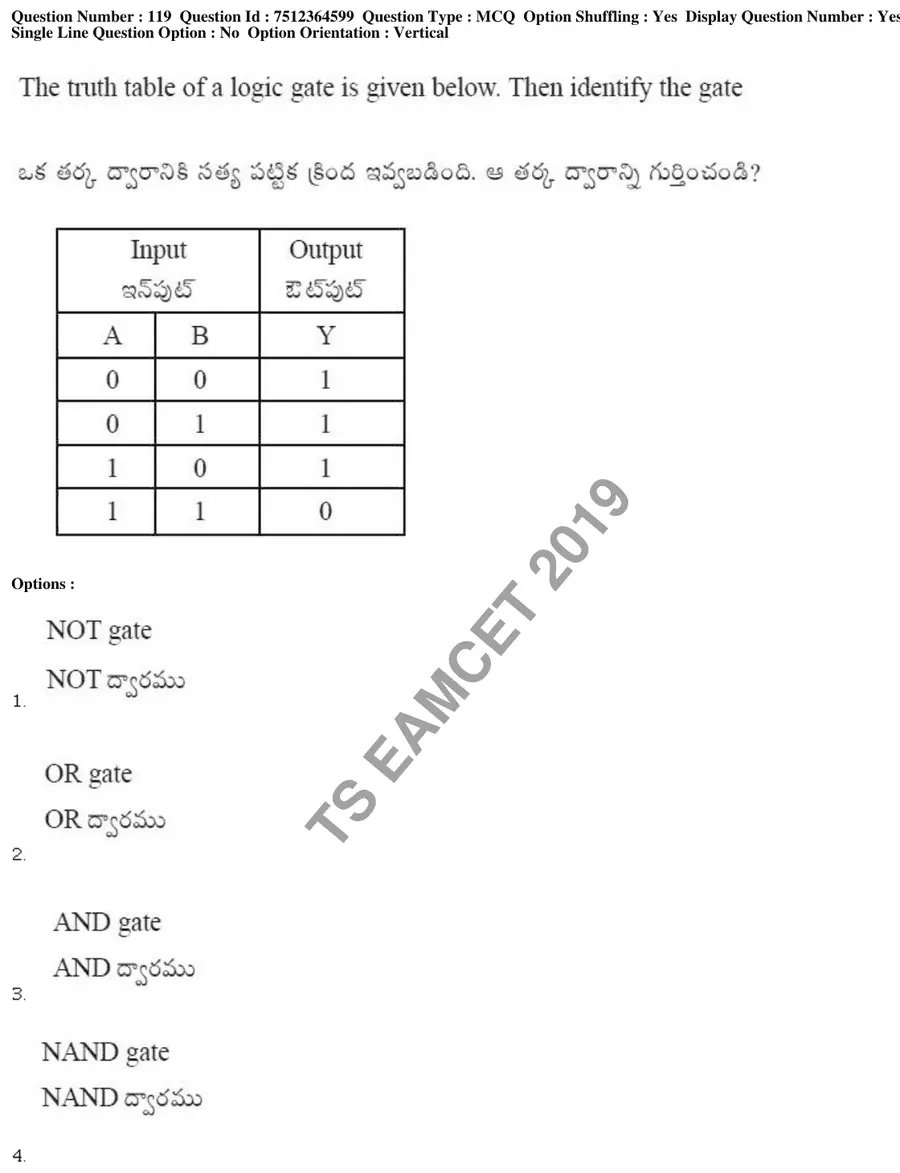 Question Number : 119 Question Id : 7512364599 Question Type : MCQ Option Shuffling : Yes Display Question Number : Yes
Single Line Question Option : No Option Orientation : Vertical
The truth table of a logic gate is given below. Then identify the gate
ఒక తర్క ద్వారానికి సత్య పట్టిక క్రింద ఇవ్వబడింది. ఆ తర్క ద్వారాన్ని గుర్తించండి?
Input Output
ఇన్‌పుట్ ఔట్‌పుట్
A B Y
0 0 1
0 1 1
1 0 1
1 1 0
TS EAMCET 2019
Options :
NOT gate
NOT ద్వారము
1.
OR gate
OR ద్వారము
2.
AND gate
AND ద్వారము
3.
NAND gate
NAND ద్వారము
4.